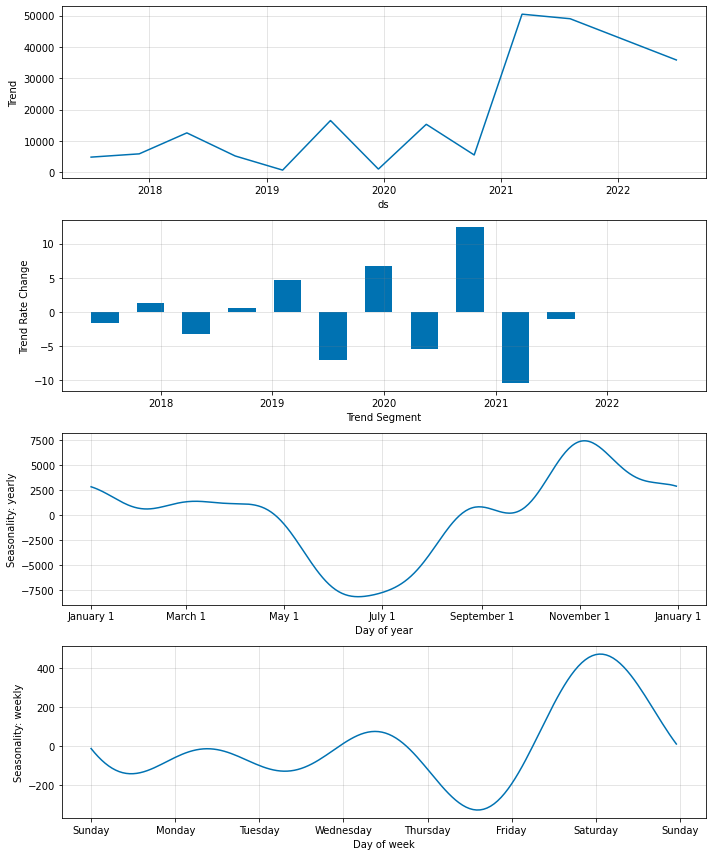 50000
40000
30000
20000
10000
0
Trend
2018 2019 2020 2021 2022
ds
10
5
0
−5
−10
Trend Rate Change
2018 2019 2020 2021 2022
Trend Segment
7500
5000
2500
0
−2500
−5000
−7500
Seasonality: yearly
January 1 March 1 May 1 July 1 September 1 November 1 January 1
Day of year
400
200
0
−200
Seasonality: weekly
Sunday Monday Tuesday Wednesday Thursday Friday Saturday Sunday
Day of week